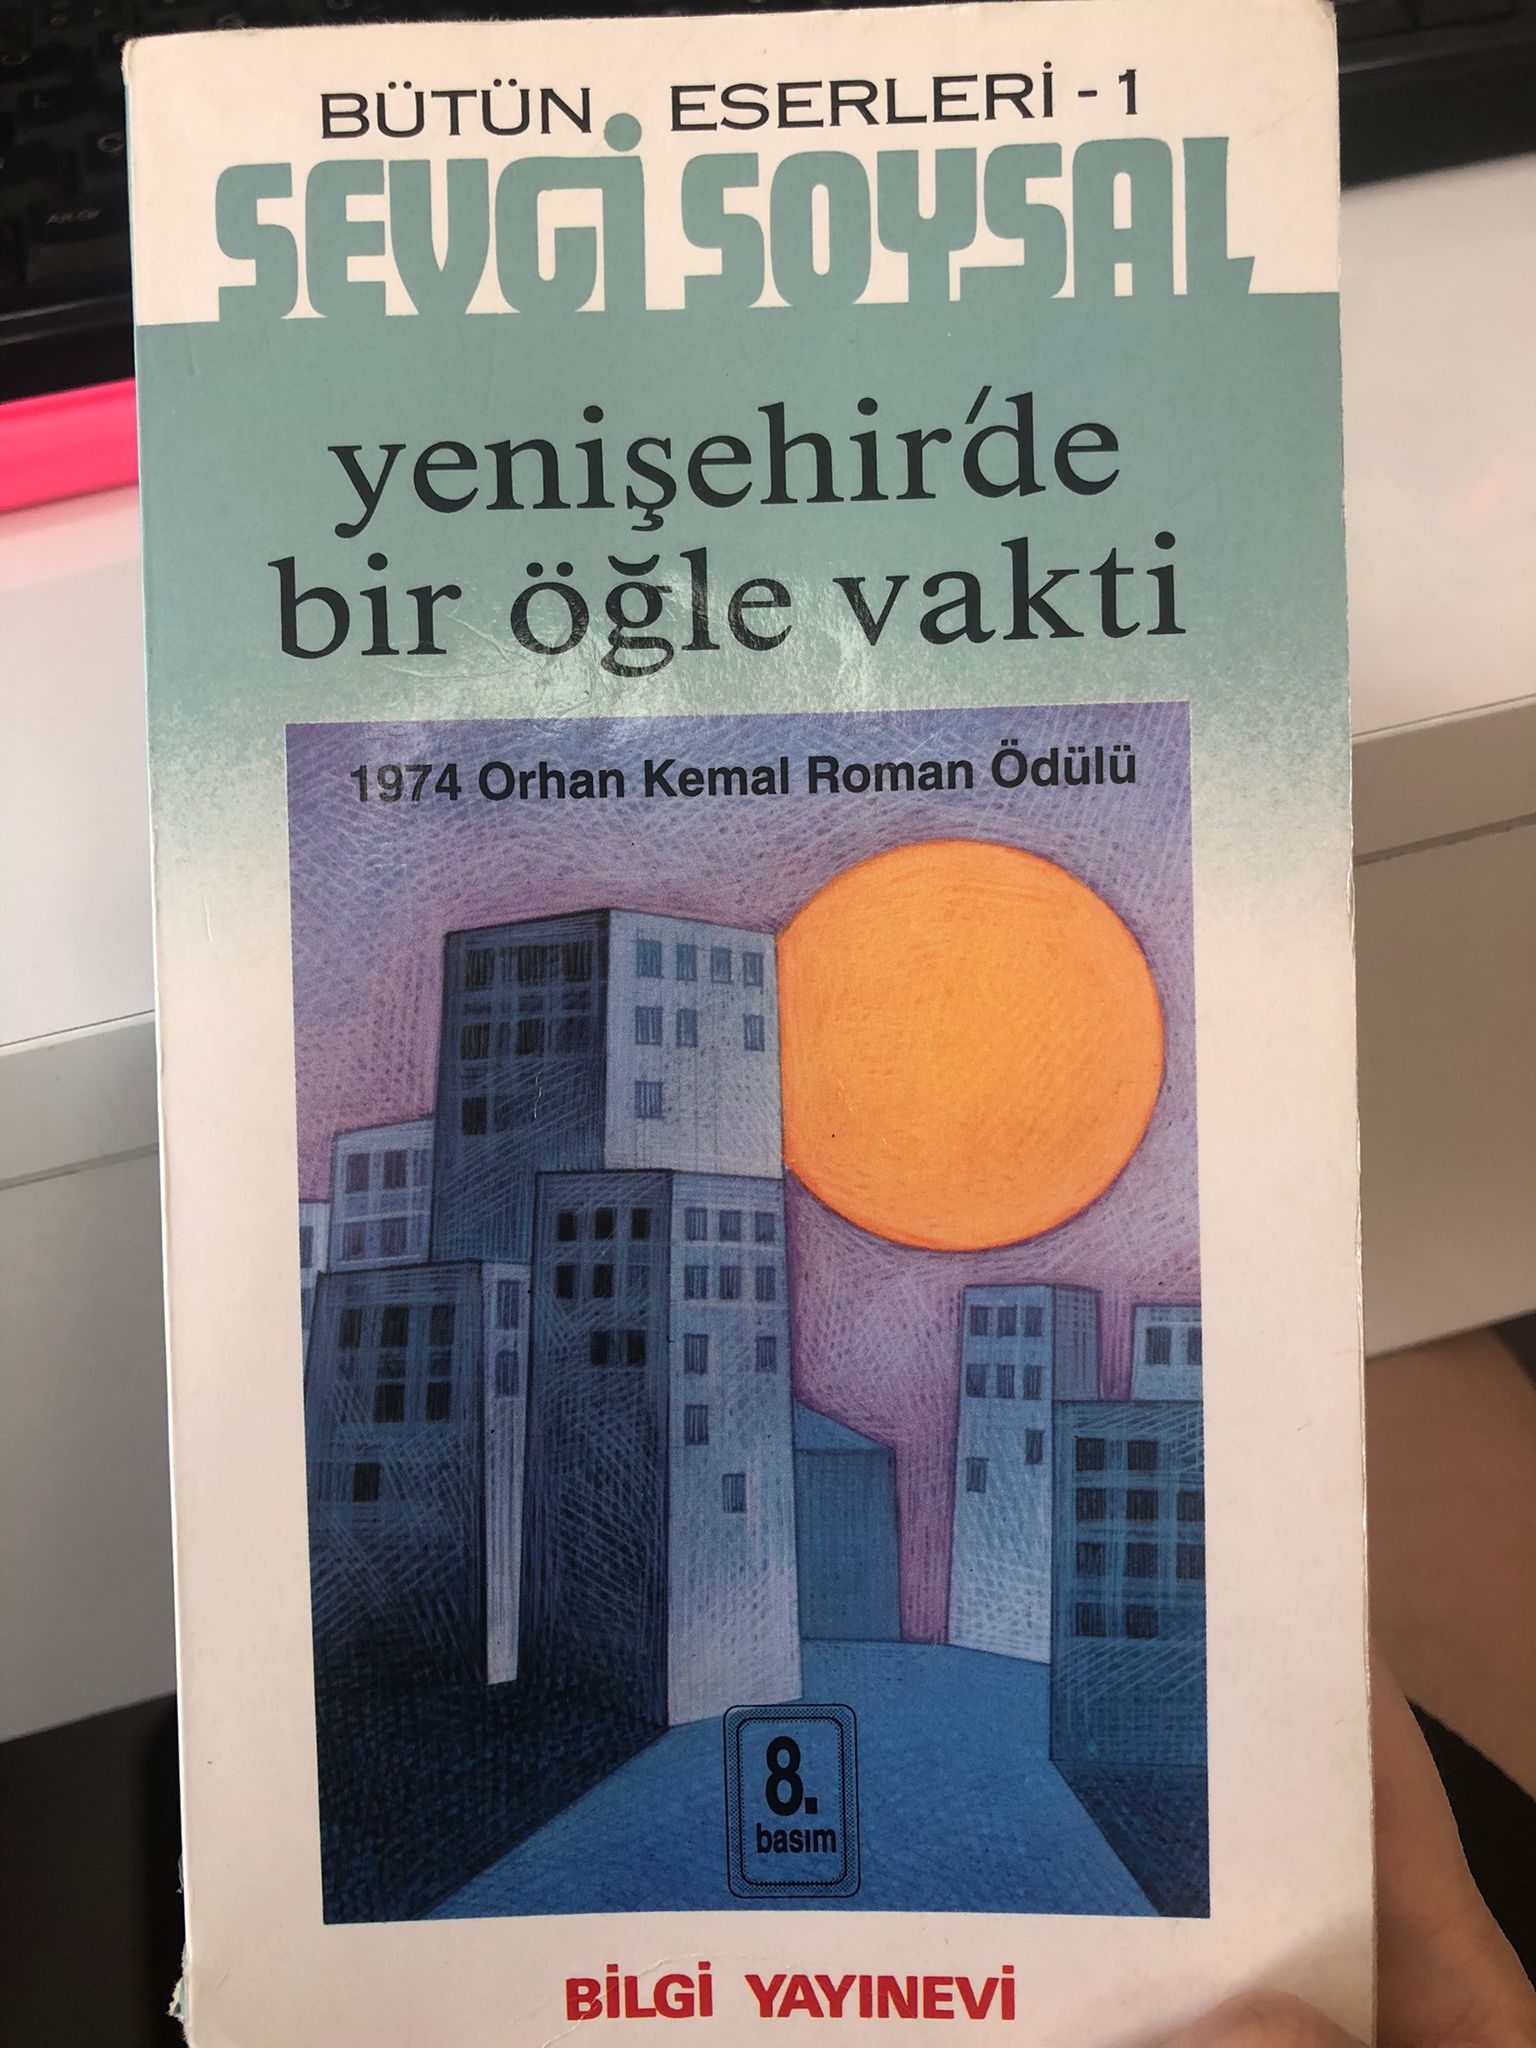 BÜTÜN ESERLERİ - 1
SEVGİ SOYSAL
yenişehir'de
bir öğle vakti
1974 Orhan Kemal Roman Ödülü
8.
basım
BİLGİ YAYINEVİ